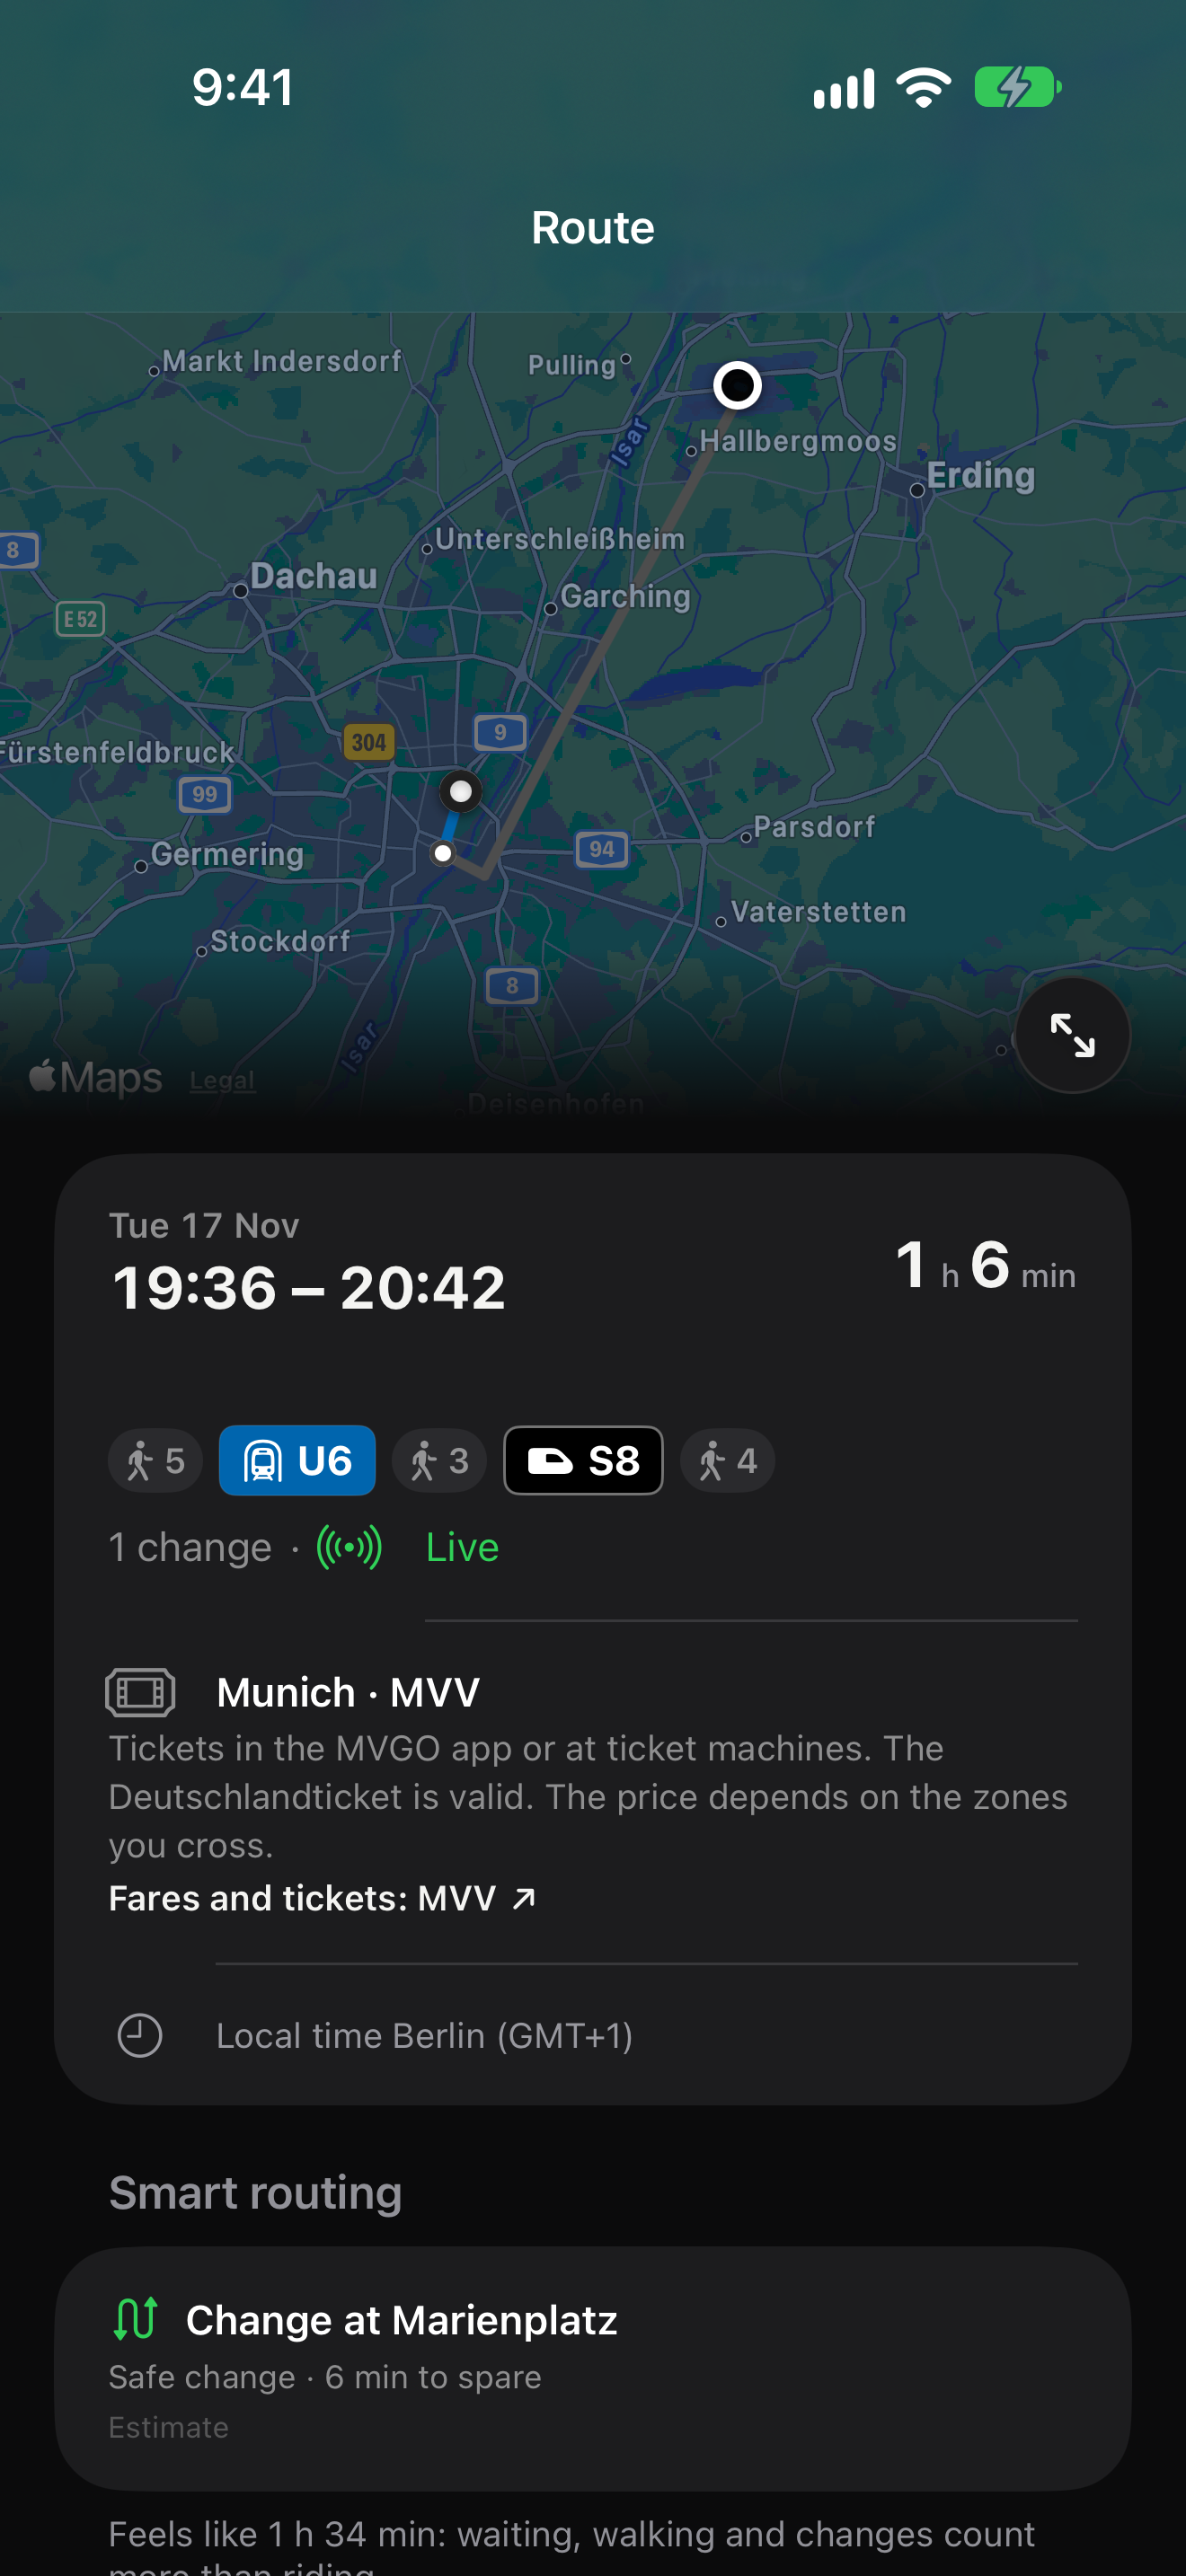 9:41
Route
Markt Indersdorf
Pulling
Isar
Hallbergmoos
Erding
Unterschleißheim
8
Dachau
Garching
E 52
9
304
Fürstenfeldbruck
99
Parsdorf
94
Germering
Vaterstetten
Stockdorf
8
Isar
Maps
Legal
Deisenhofen
Tue 17 Nov
19:36 – 20:42
1 h 6 min
5 U6 3 S8 4
1 change · Live
Munich · MVV
Tickets in the MVGO app or at ticket machines. The
Deutschlandticket is valid. The price depends on the zones
you cross.
Fares and tickets: MVV ↗
Local time Berlin (GMT+1)
Smart routing
Change at Marienplatz
Safe change · 6 min to spare
Estimate
Feels like 1 h 34 min: waiting, walking and changes count
more than riding